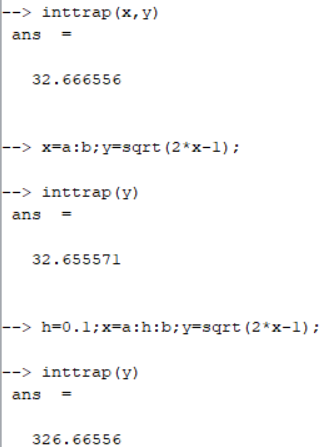 --> inttrap(x,y)
ans  =
32.666556
--> x=a:b;y=sqrt(2*x-1);
--> inttrap(y)
ans  =
32.655571
--> h=0.1;x=a:h:b;y=sqrt(2*x-1);
--> inttrap(y)
ans  =
326.66556